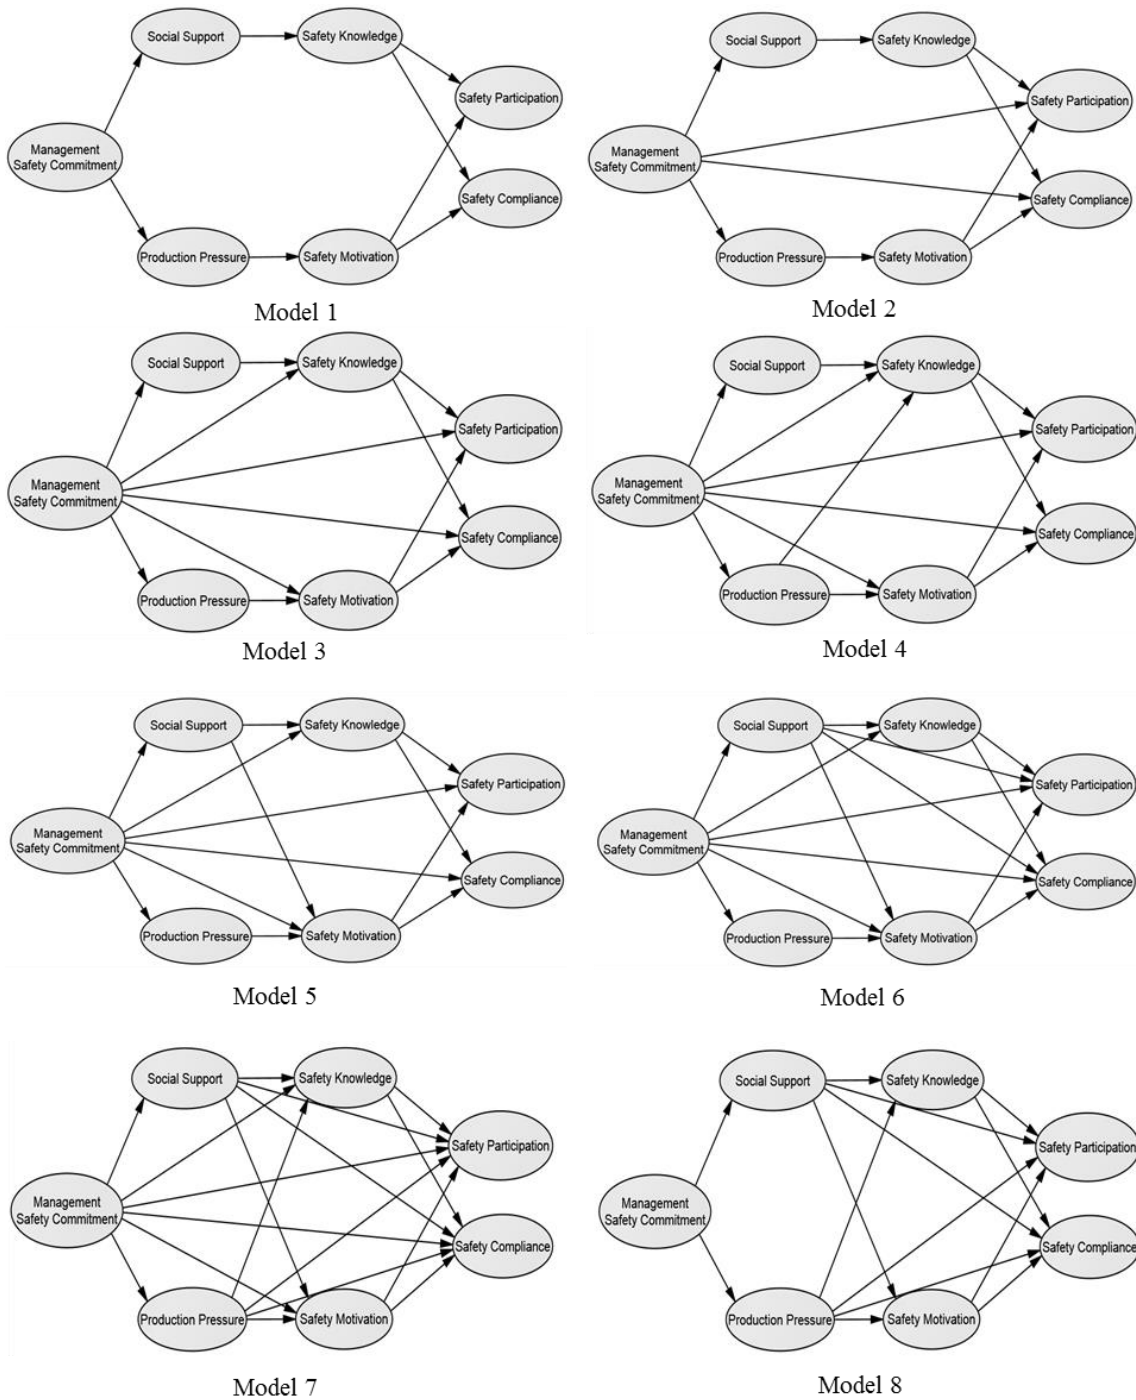 Social Support
Safety Knowledge
Safety Participation
Management
Safety Commitment
Safety Compliance
Production Pressure
Safety Motivation
Model 1
Social Support
Safety Knowledge
Safety Participation
Management
Safety Commitment
Safety Compliance
Production Pressure
Safety Motivation
Model 2
Social Support
Safety Knowledge
Safety Participation
Management
Safety Commitment
Safety Compliance
Production Pressure
Safety Motivation
Model 3
Social Support
Safety Knowledge
Safety Participation
Management
Safety Commitment
Safety Compliance
Production Pressure
Safety Motivation
Model 4
Social Support
Safety Knowledge
Safety Participation
Management
Safety Commitment
Safety Compliance
Production Pressure
Safety Motivation
Model 5
Social Support
Safety Knowledge
Safety Participation
Management
Safety Commitment
Safety Compliance
Production Pressure
Safety Motivation
Model 6
Social Support
Safety Knowledge
Safety Participation
Management
Safety Commitment
Safety Compliance
Production Pressure
Safety Motivation
Model 7
Social Support
Safety Knowledge
Safety Participation
Management
Safety Commitment
Safety Compliance
Production Pressure
Safety Motivation
Model 8